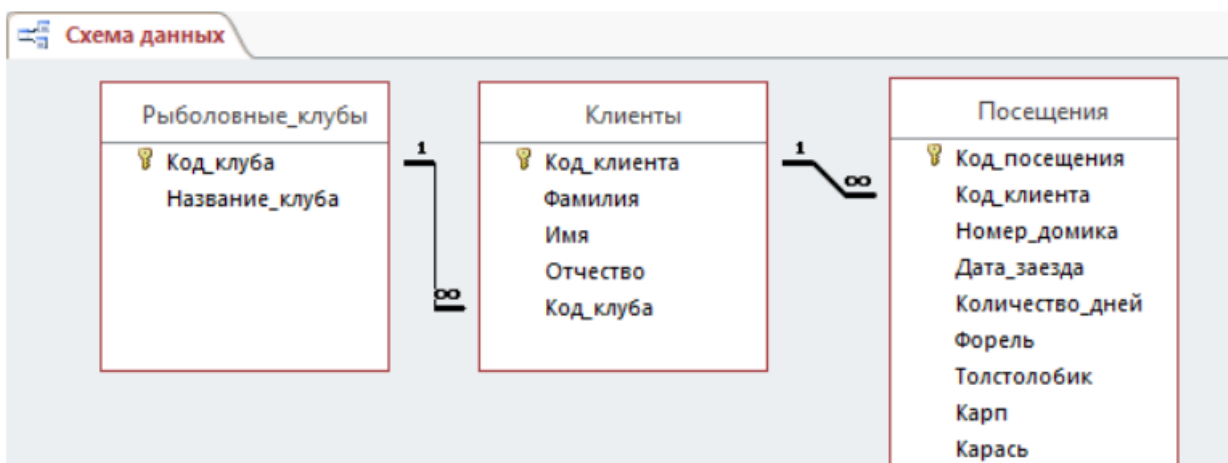 Схема данных
Рыболовные_клубы
Код_клуба
Название_клуба
1
∞
Клиенты
Код_клиента
Фамилия
Имя
Отчество
Код_клуба
1
∞
Посещения
Код_посещения
Код_клиента
Номер_домика
Дата_заезда
Количество_дней
Форель
Толстолобик
Карп
Карась